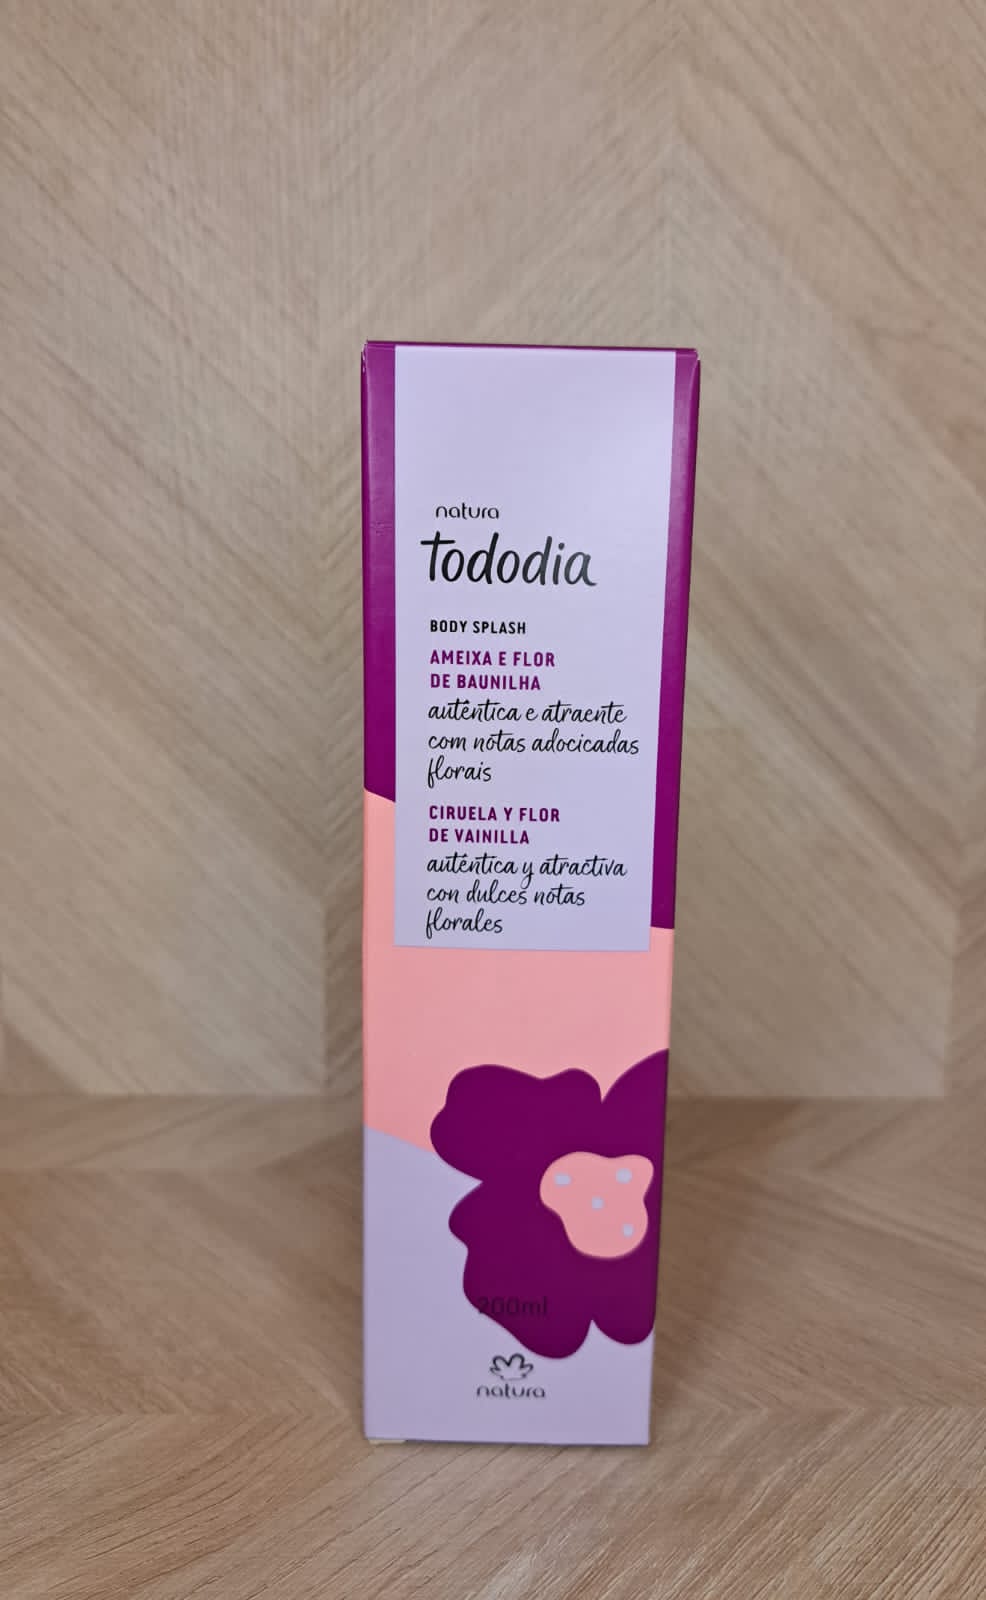 natura
tododia
BODY SPLASH
AMEIXA E FLOR
DE BAUNILHA
autêntica e atraente
com notas adocicadas
florais
CIRUELA Y FLOR
DE VAINILLA
auténtica y atractiva
con dulces notas
florales
200ml
natura